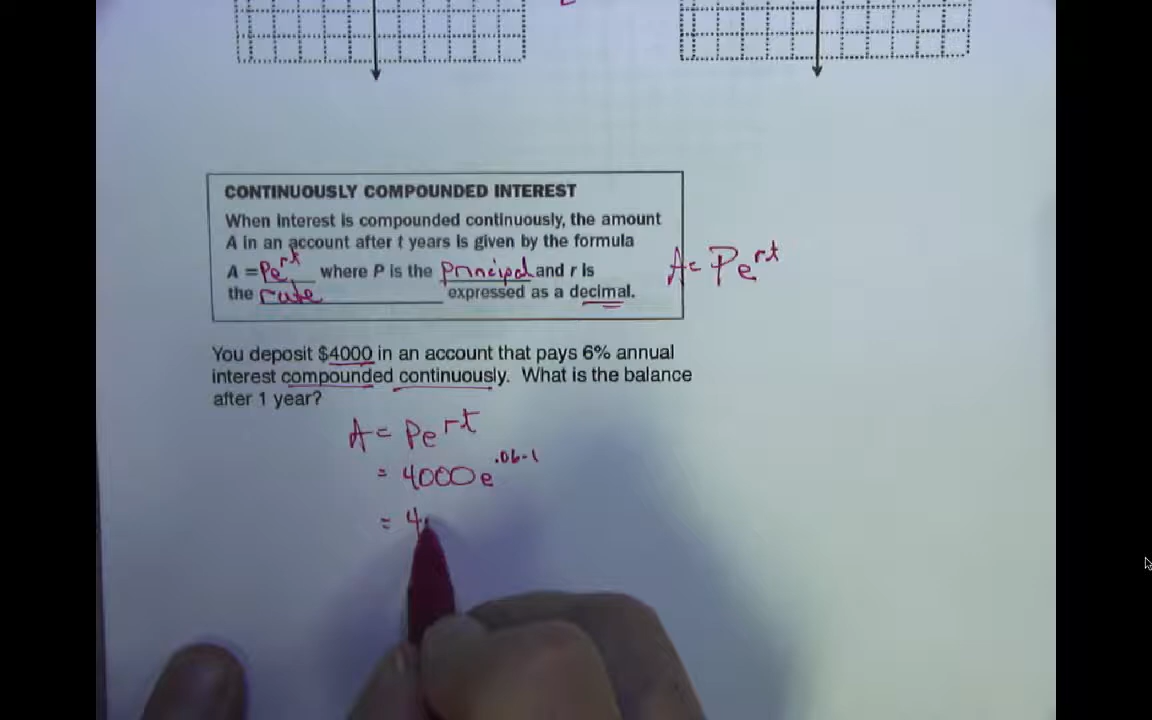 CONTINUOUSLY COMPOUNDED INTEREST
When interest is compounded continuously, the amount
A in an account after t years is given by the formula
A = Pe^rt where P is the principal and r is
the rate expressed as a decimal.
A = Pe^rt
You deposit $4000 in an account that pays 6% annual
interest compounded continuously. What is the balance
after 1 year?
A = Pe^rt
= 4000e^.06·1
= 4